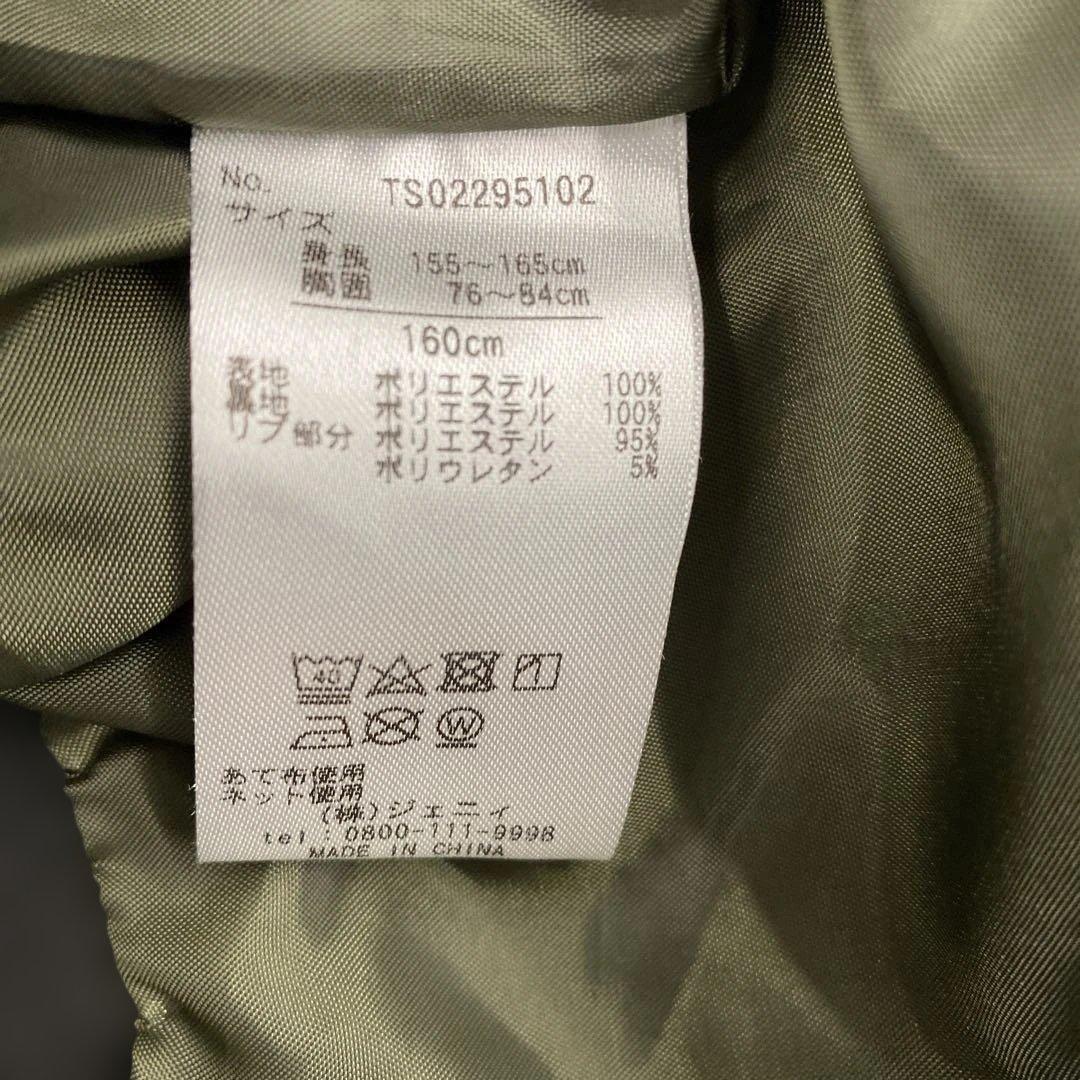 No. TS02295102
サイズ
身長 155～165cm
胸囲 76～84cm
160cm
表地 ポリエステル 100%
裏地 ポリエステル 100%
リブ部分 ポリエステル 95%
ポリウレタン 5%
40
W
あて布使用
ネット使用
(株)ジェニィ
tel:0800-111-9998
MADE IN CHINA